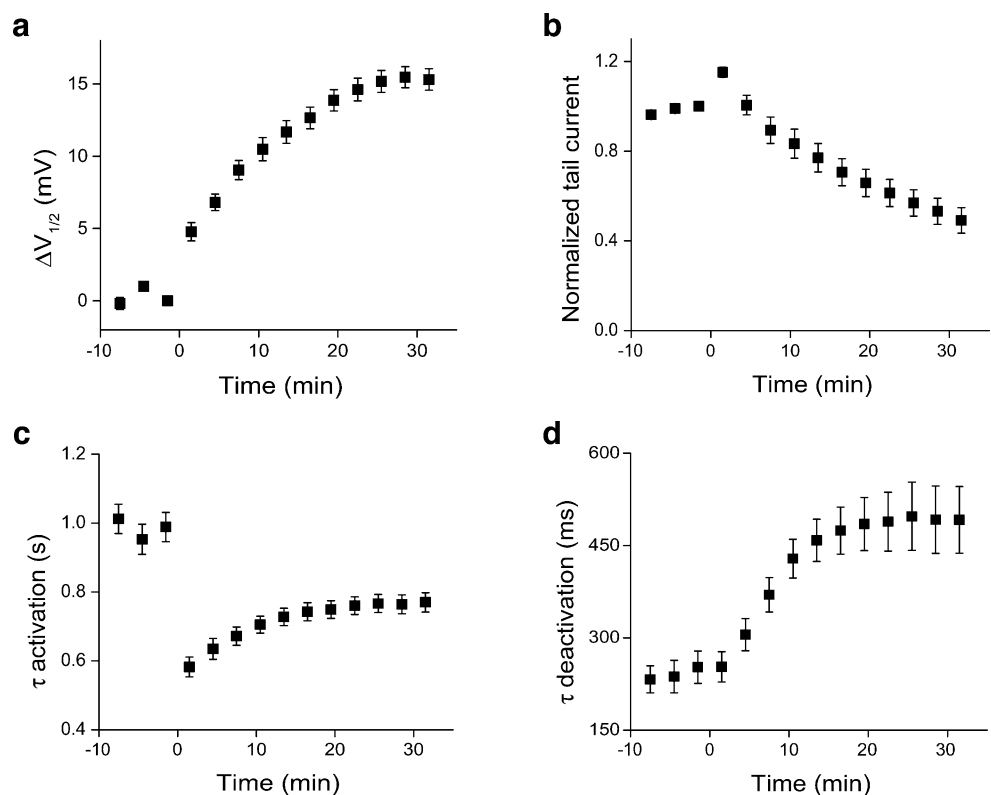 a
15
10
5
0
-10 0 10 20 30
ΔV1/2 (mV)
Time (min)
b
1.2
0.8
0.4
0.0
-10 0 10 20 30
Normalized tail current
Time (min)
c
1.2
1.0
0.8
0.6
0.4
-10 0 10 20 30
τ activation (s)
Time (min)
d
600
450
300
150
-10 0 10 20 30
τ deactivation (ms)
Time (min)